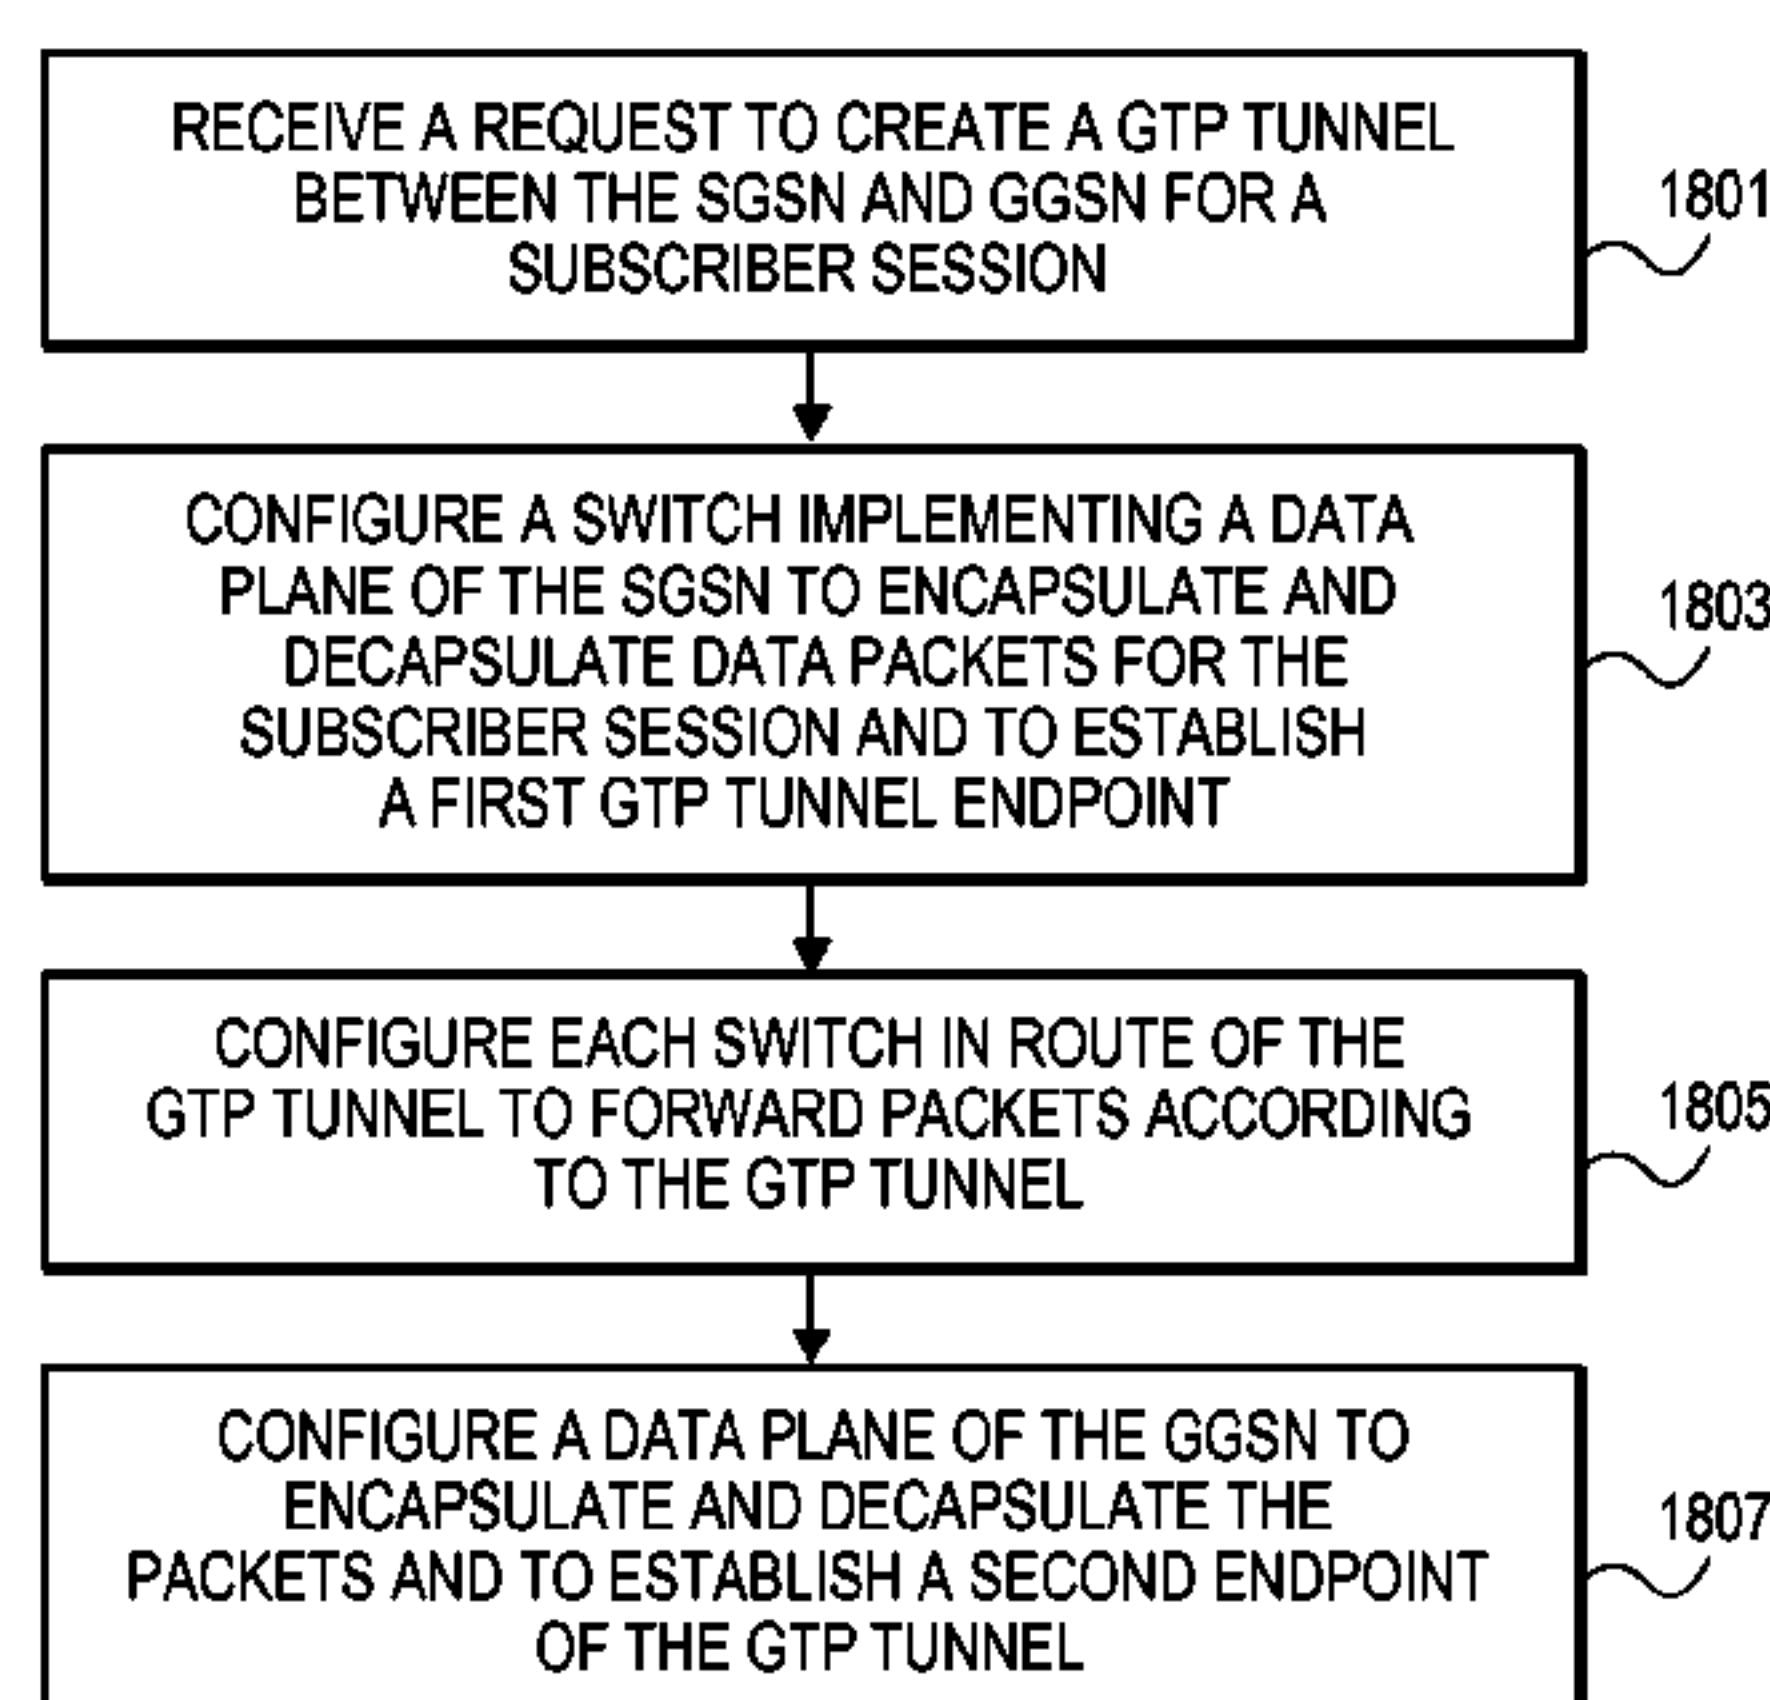 RECEIVE A REQUEST TO CREATE A GTP TUNNEL
BETWEEN THE SGSN AND GGSN FOR A
SUBSCRIBER SESSION
1801
CONFIGURE A SWITCH IMPLEMENTING A DATA
PLANE OF THE SGSN TO ENCAPSULATE AND
DECAPSULATE DATA PACKETS FOR THE
SUBSCRIBER SESSION AND TO ESTABLISH
A FIRST GTP TUNNEL ENDPOINT
1803
CONFIGURE EACH SWITCH IN ROUTE OF THE
GTP TUNNEL TO FORWARD PACKETS ACCORDING
TO THE GTP TUNNEL
1805
CONFIGURE A DATA PLANE OF THE GGSN TO
ENCAPSULATE AND DECAPSULATE THE
PACKETS AND TO ESTABLISH A SECOND ENDPOINT
OF THE GTP TUNNEL
1807